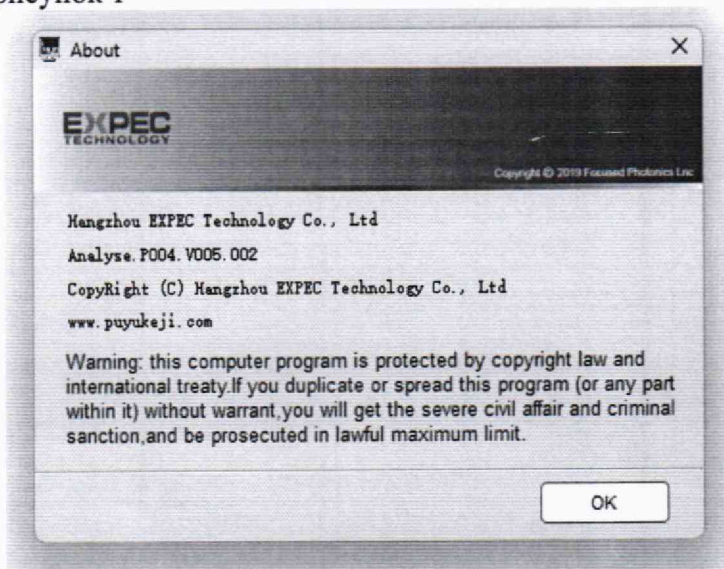 About
EXPEC
TECHNOLOGY
Copyright © 2019 Focused Photonics Lnc
Hangzhou EXPEC Technology Co., Ltd
Analyse.P004.V005.002
CopyRight (C) Hangzhou EXPEC Technology Co., Ltd
www.puyukeji.com
Warning: this computer program is protected by copyright law and
international treaty.If you duplicate or spread this program (or any part
within it) without warrant,you will get the severe civil affair and criminal
sanction,and be prosecuted in lawful maximum limit.
OK